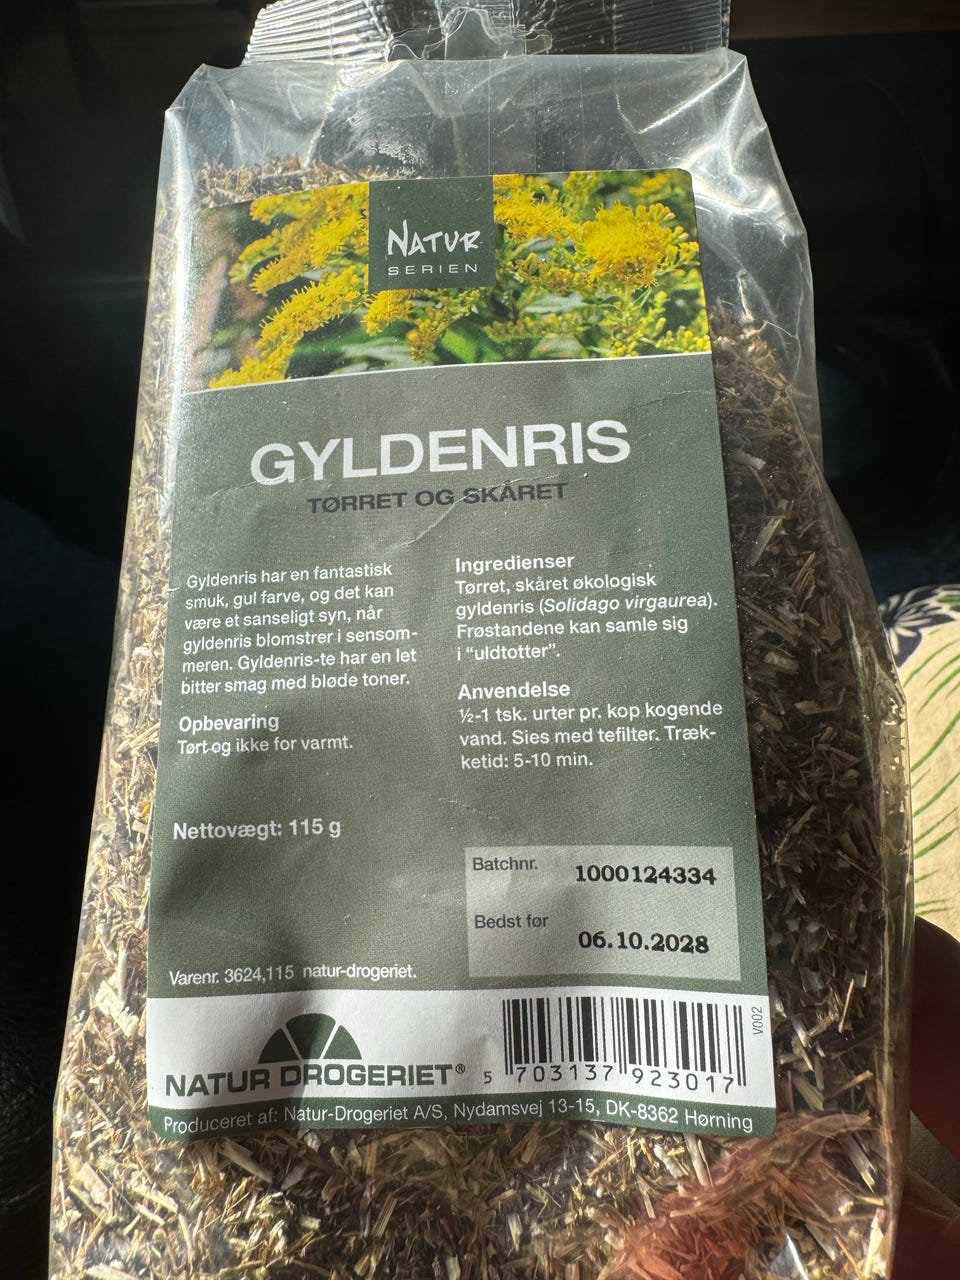 NATUR
SERIEN
GYLDENRIS
TØRRET OG SKÅRET
Gyldenris har en fantastisk
smuk, gul farve, og det kan
være et sanseligt syn, når
gyldenris blomstrer i sensom-
meren. Gyldenris-te har en let
bitter smag med bløde toner.
Opbevaring
Tørt og ikke for varmt.
Nettovægt: 115 g
Ingredienser
Tørret, skåret økologisk
gyldenris (Solidago virgaurea).
Frøstandene kan samle sig
i “uldtotter”.
Anvendelse
½-1 tsk. urter pr. kop kogende
vand. Sies med tefilter. Træk-
ketid: 5-10 min.
Batchnr. 1000124334
Bedst før 06.10.2028
Varenr. 3624,115 natur-drogeriet.
V002
NATUR DROGERIET®
5 703137 923017
Produceret af: Natur-Drogeriet A/S, Nydamsvej 13-15, DK-8362 Hørning